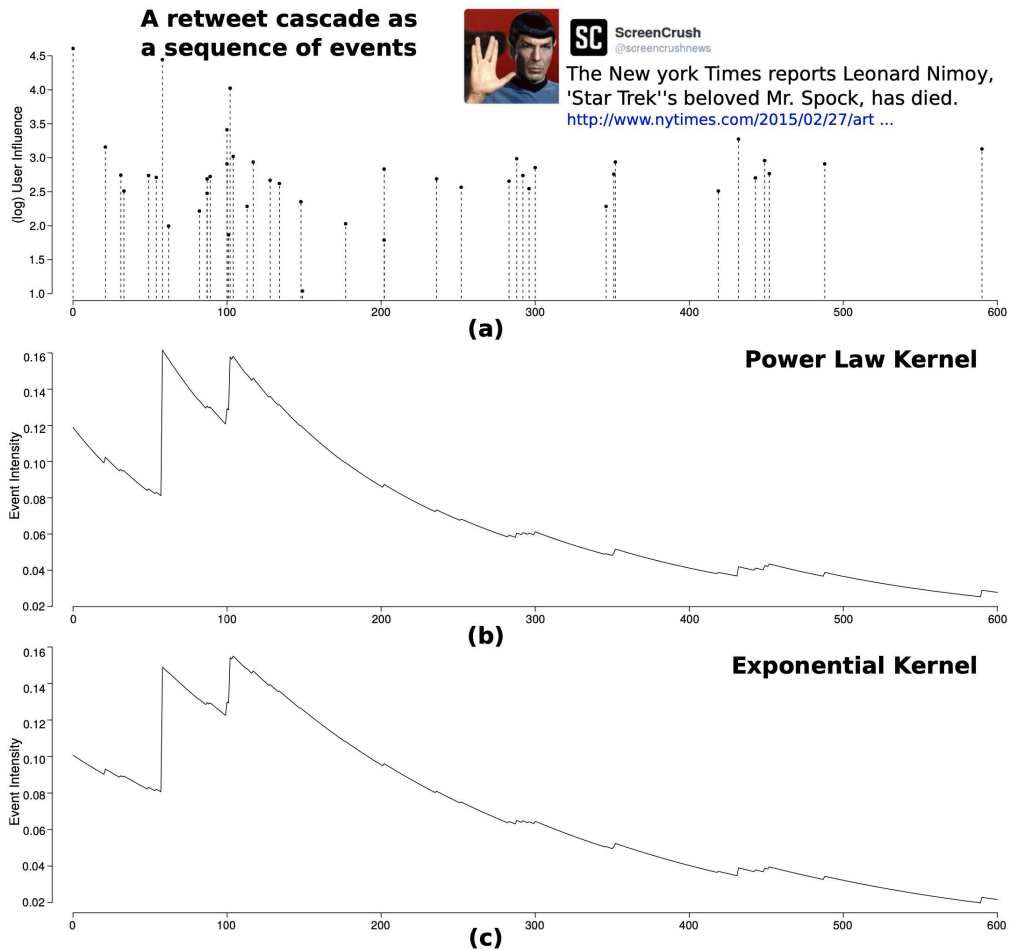 A retweet cascade as
a sequence of events
SC
ScreenCrush
@screencrushnews
The New york Times reports Leonard Nimoy,
'Star Trek''s beloved Mr. Spock, has died.
http://www.nytimes.com/2015/02/27/art ...
(log) User Influence
4.5
4.0
3.5
3.0
2.5
2.0
1.5
1.0
0 100 200 300 400 500 600
(a)
Power Law Kernel
Event Intensity
0.16
0.14
0.12
0.10
0.08
0.06
0.04
0.02
0 100 200 300 400 500 600
(b)
Exponential Kernel
Event Intensity
0.16
0.14
0.12
0.10
0.08
0.06
0.04
0.02
0 100 200 300 400 500 600
(c)